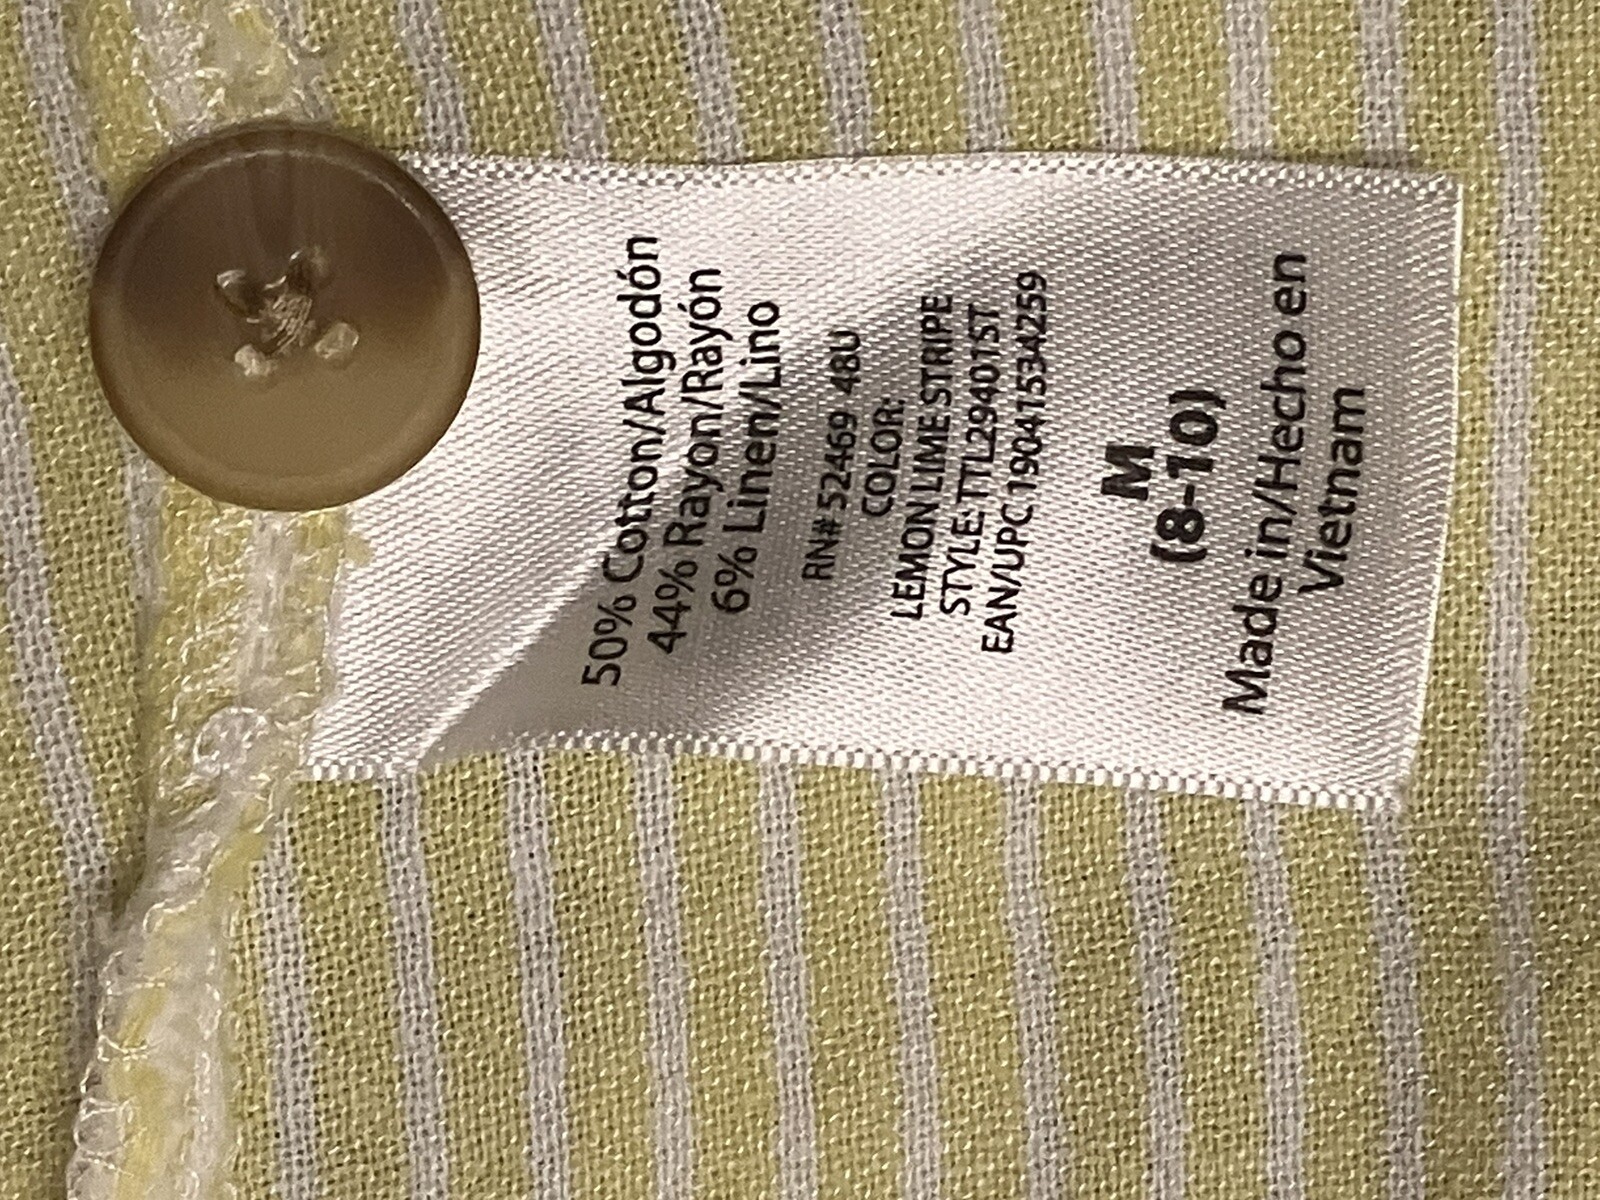 50% Cotton/Algodón
44% Rayon/Rayón
6% Linen/Lino
RN# 52469 48U
COLOR:
LEMON LIME STRIPE
STYLE: TTL29401ST
EAN/UPC 190415534259
M
(8-10)
Made in/Hecho en
Vietnam